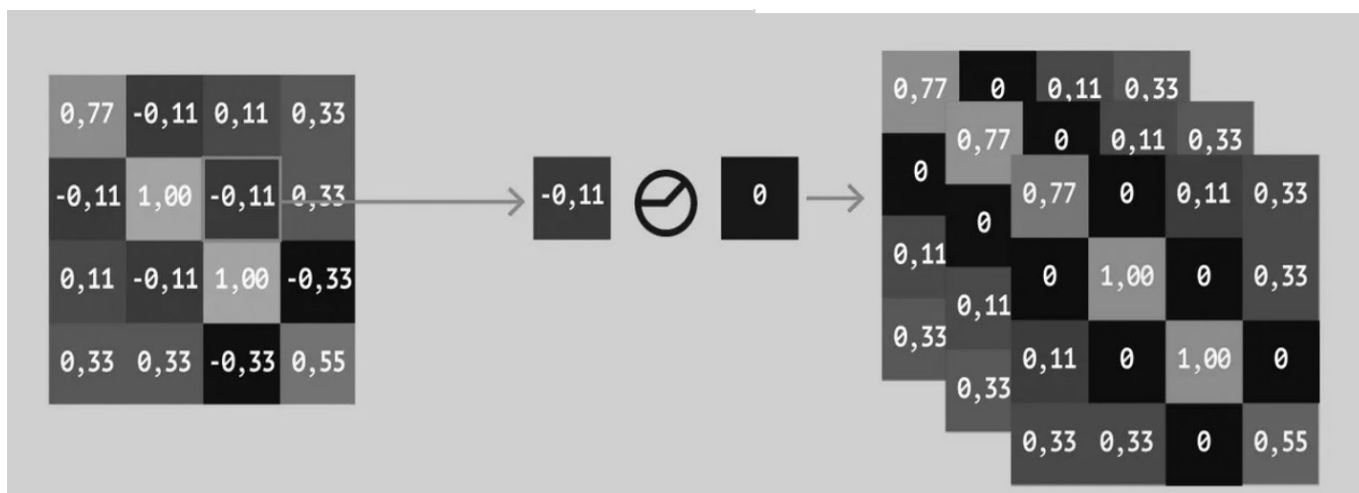 0,77 -0,11 0,11 0,33
-0,11 1,00 -0,11 0,33
0,11 -0,11 1,00 -0,33
0,33 0,33 -0,33 0,55
-0,11
0
0,77 0 0,11 0,33
0
0,11
0,33
0,77 0 0,11 0,33
0
0,11
0,33
0,77 0 0,11 0,33
0 1,00 0 0,33
0,11 0 1,00 0
0,33 0,33 0 0,55